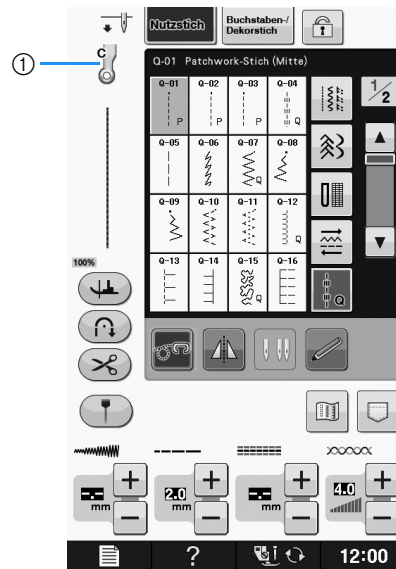 Nutzstich
Buchstaben-/
Dekorstich
1
C
Q-01 Patchwork-Stich (Mitte)
1/2
Q-01 Q-02 Q-03 Q-04
P P P Q
Q-05 Q-06 Q-07 Q-08
Q
Q-09 Q-10 Q-11 Q-12
Q
Q-13 Q-14 Q-15 Q-16
Q
Q
100%
2.0 4.0
mm mm mm
?
12:00